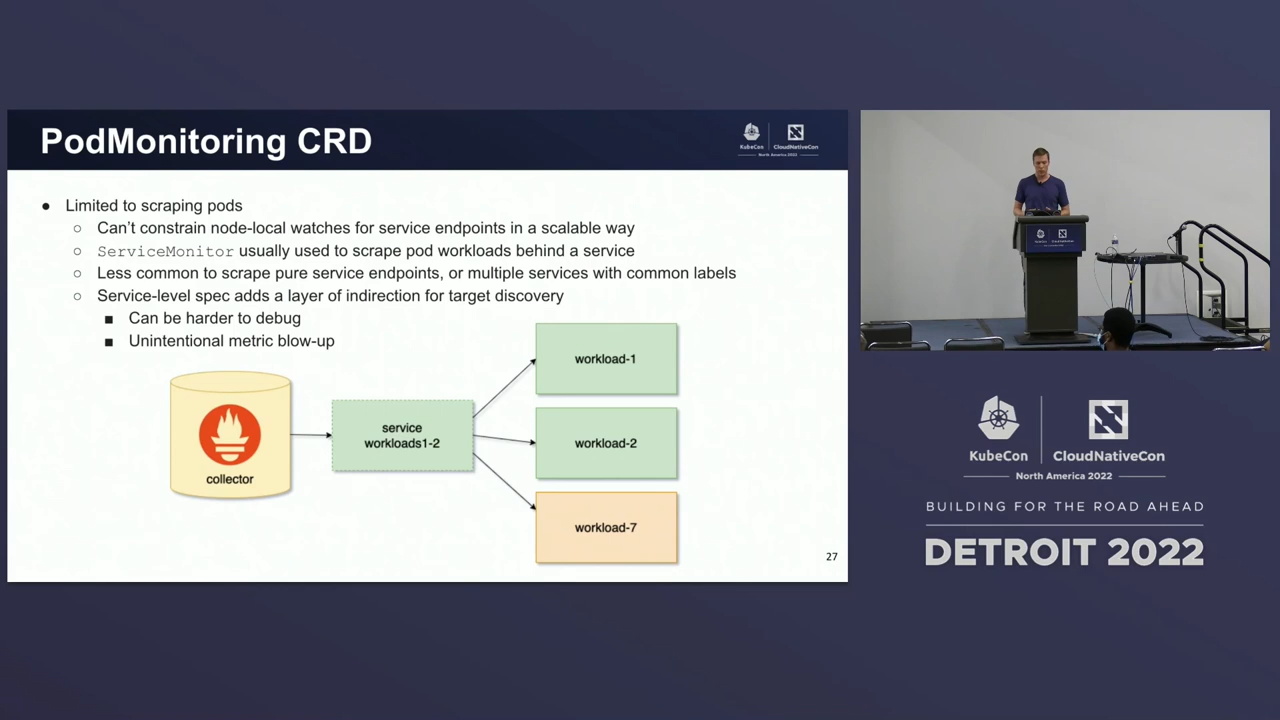 PodMonitoring CRD
KubeCon
CloudNativeCon
North America 2022
● Limited to scraping pods
○ Can't constrain node-local watches for service endpoints in a scalable way
○ ServiceMonitor usually used to scrape pod workloads behind a service
○ Less common to scrape pure service endpoints, or multiple services with common labels
○ Service-level spec adds a layer of indirection for target discovery
■ Can be harder to debug
■ Unintentional metric blow-up
collector
service
workloads1-2
workload-1
workload-2
workload-7
27
KubeCon
CloudNativeCon
North America 2022
BUILDING FOR THE ROAD AHEAD
DETROIT 2022